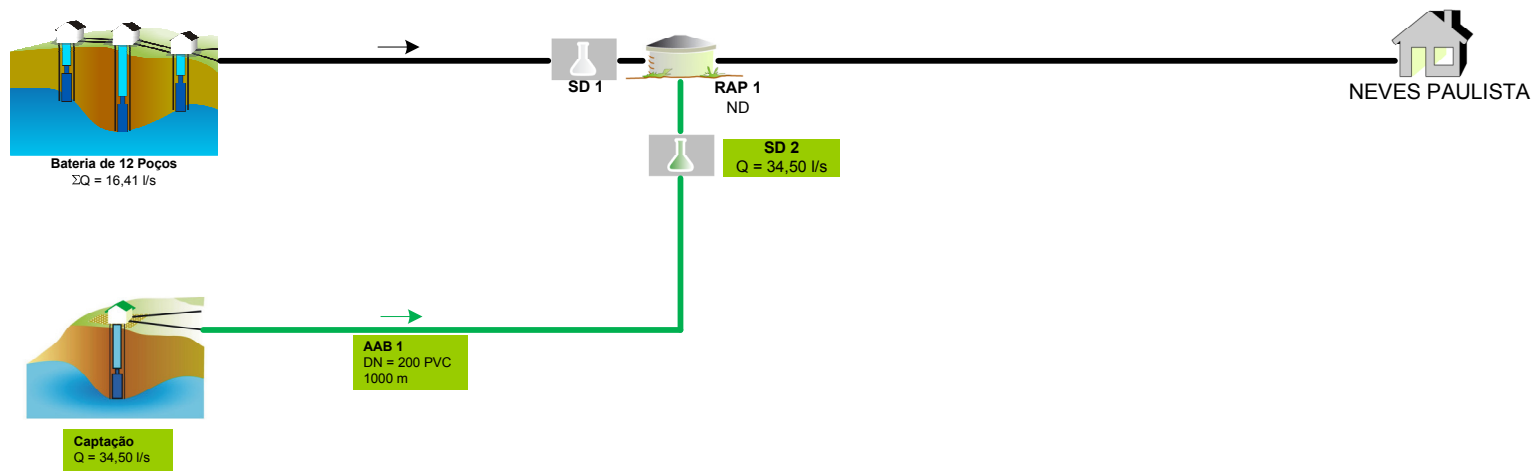 SD 1
RAP 1
ND
NEVES PAULISTA
Bateria de 12 Poços
ΣQ = 16,41 l/s
SD 2
Q = 34,50 l/s
AAB 1
DN = 200 PVC
1000 m
Captação
Q = 34,50 l/s